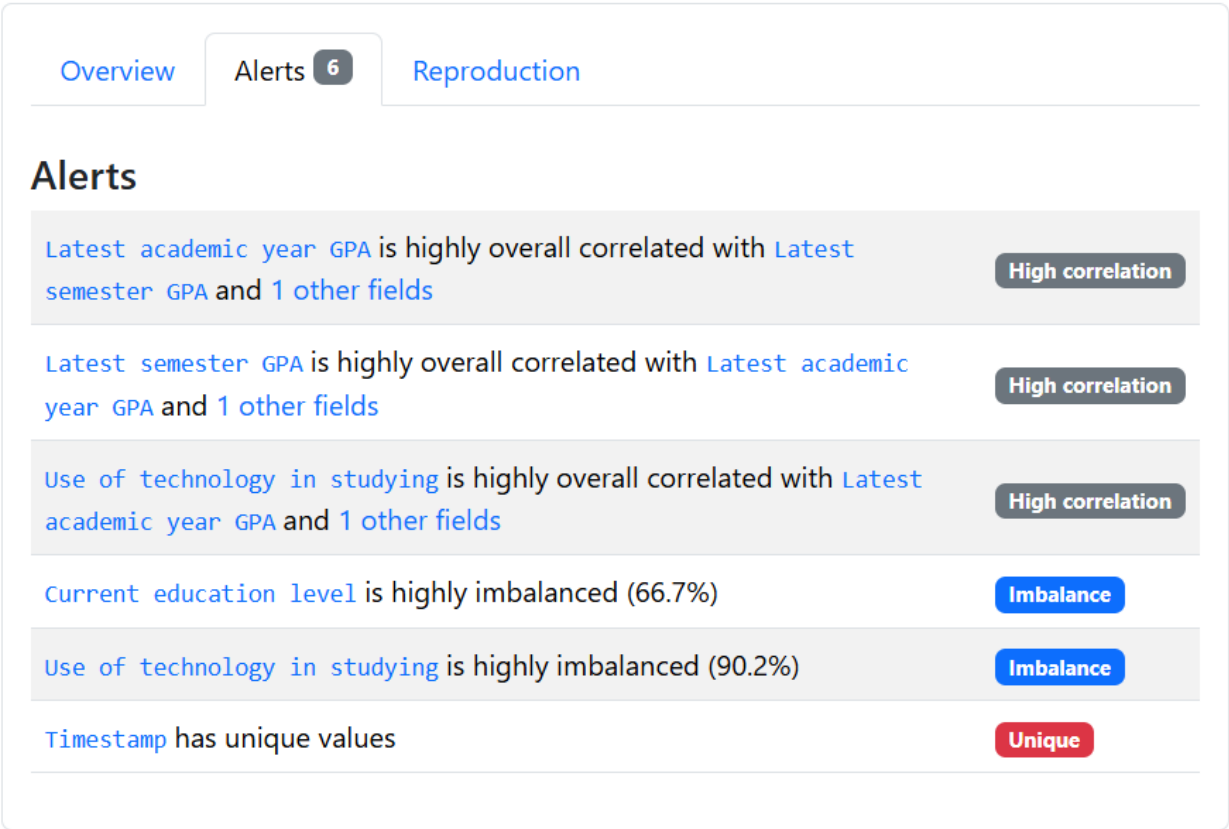 Overview Alerts 6 Reproduction
Alerts
Latest academic year GPA is highly overall correlated with Latest
semester GPA and 1 other fields
High correlation
Latest semester GPA is highly overall correlated with Latest academic
year GPA and 1 other fields
High correlation
Use of technology in studying is highly overall correlated with Latest
academic year GPA and 1 other fields
High correlation
Current education level is highly imbalanced (66.7%) Imbalance
Use of technology in studying is highly imbalanced (90.2%) Imbalance
Timestamp has unique values Unique